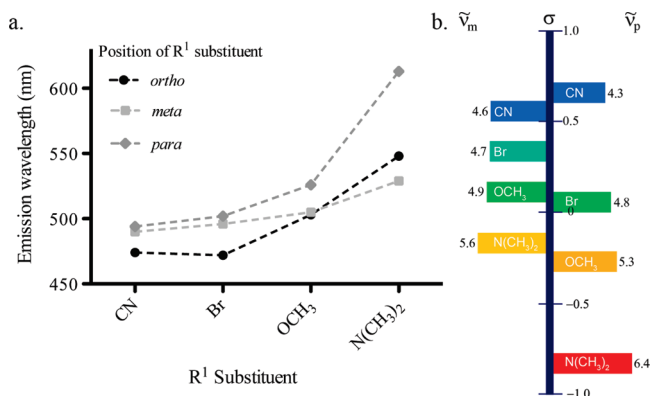 a.
Position of R¹ substituent
ortho
meta
para
Emission wavelength (nm)
600
550
500
450
CN
Br
OCH₃
N(CH₃)₂
R¹ Substituent
b.
ṽₘ σ ṽₚ
1.0
CN 4.3
4.6 CN
0.5
4.7 Br
4.9 OCH₃
Br 4.8
0
5.6 N(CH₃)₂
OCH₃ 5.3
−0.5
N(CH₃)₂ 6.4
−1.0